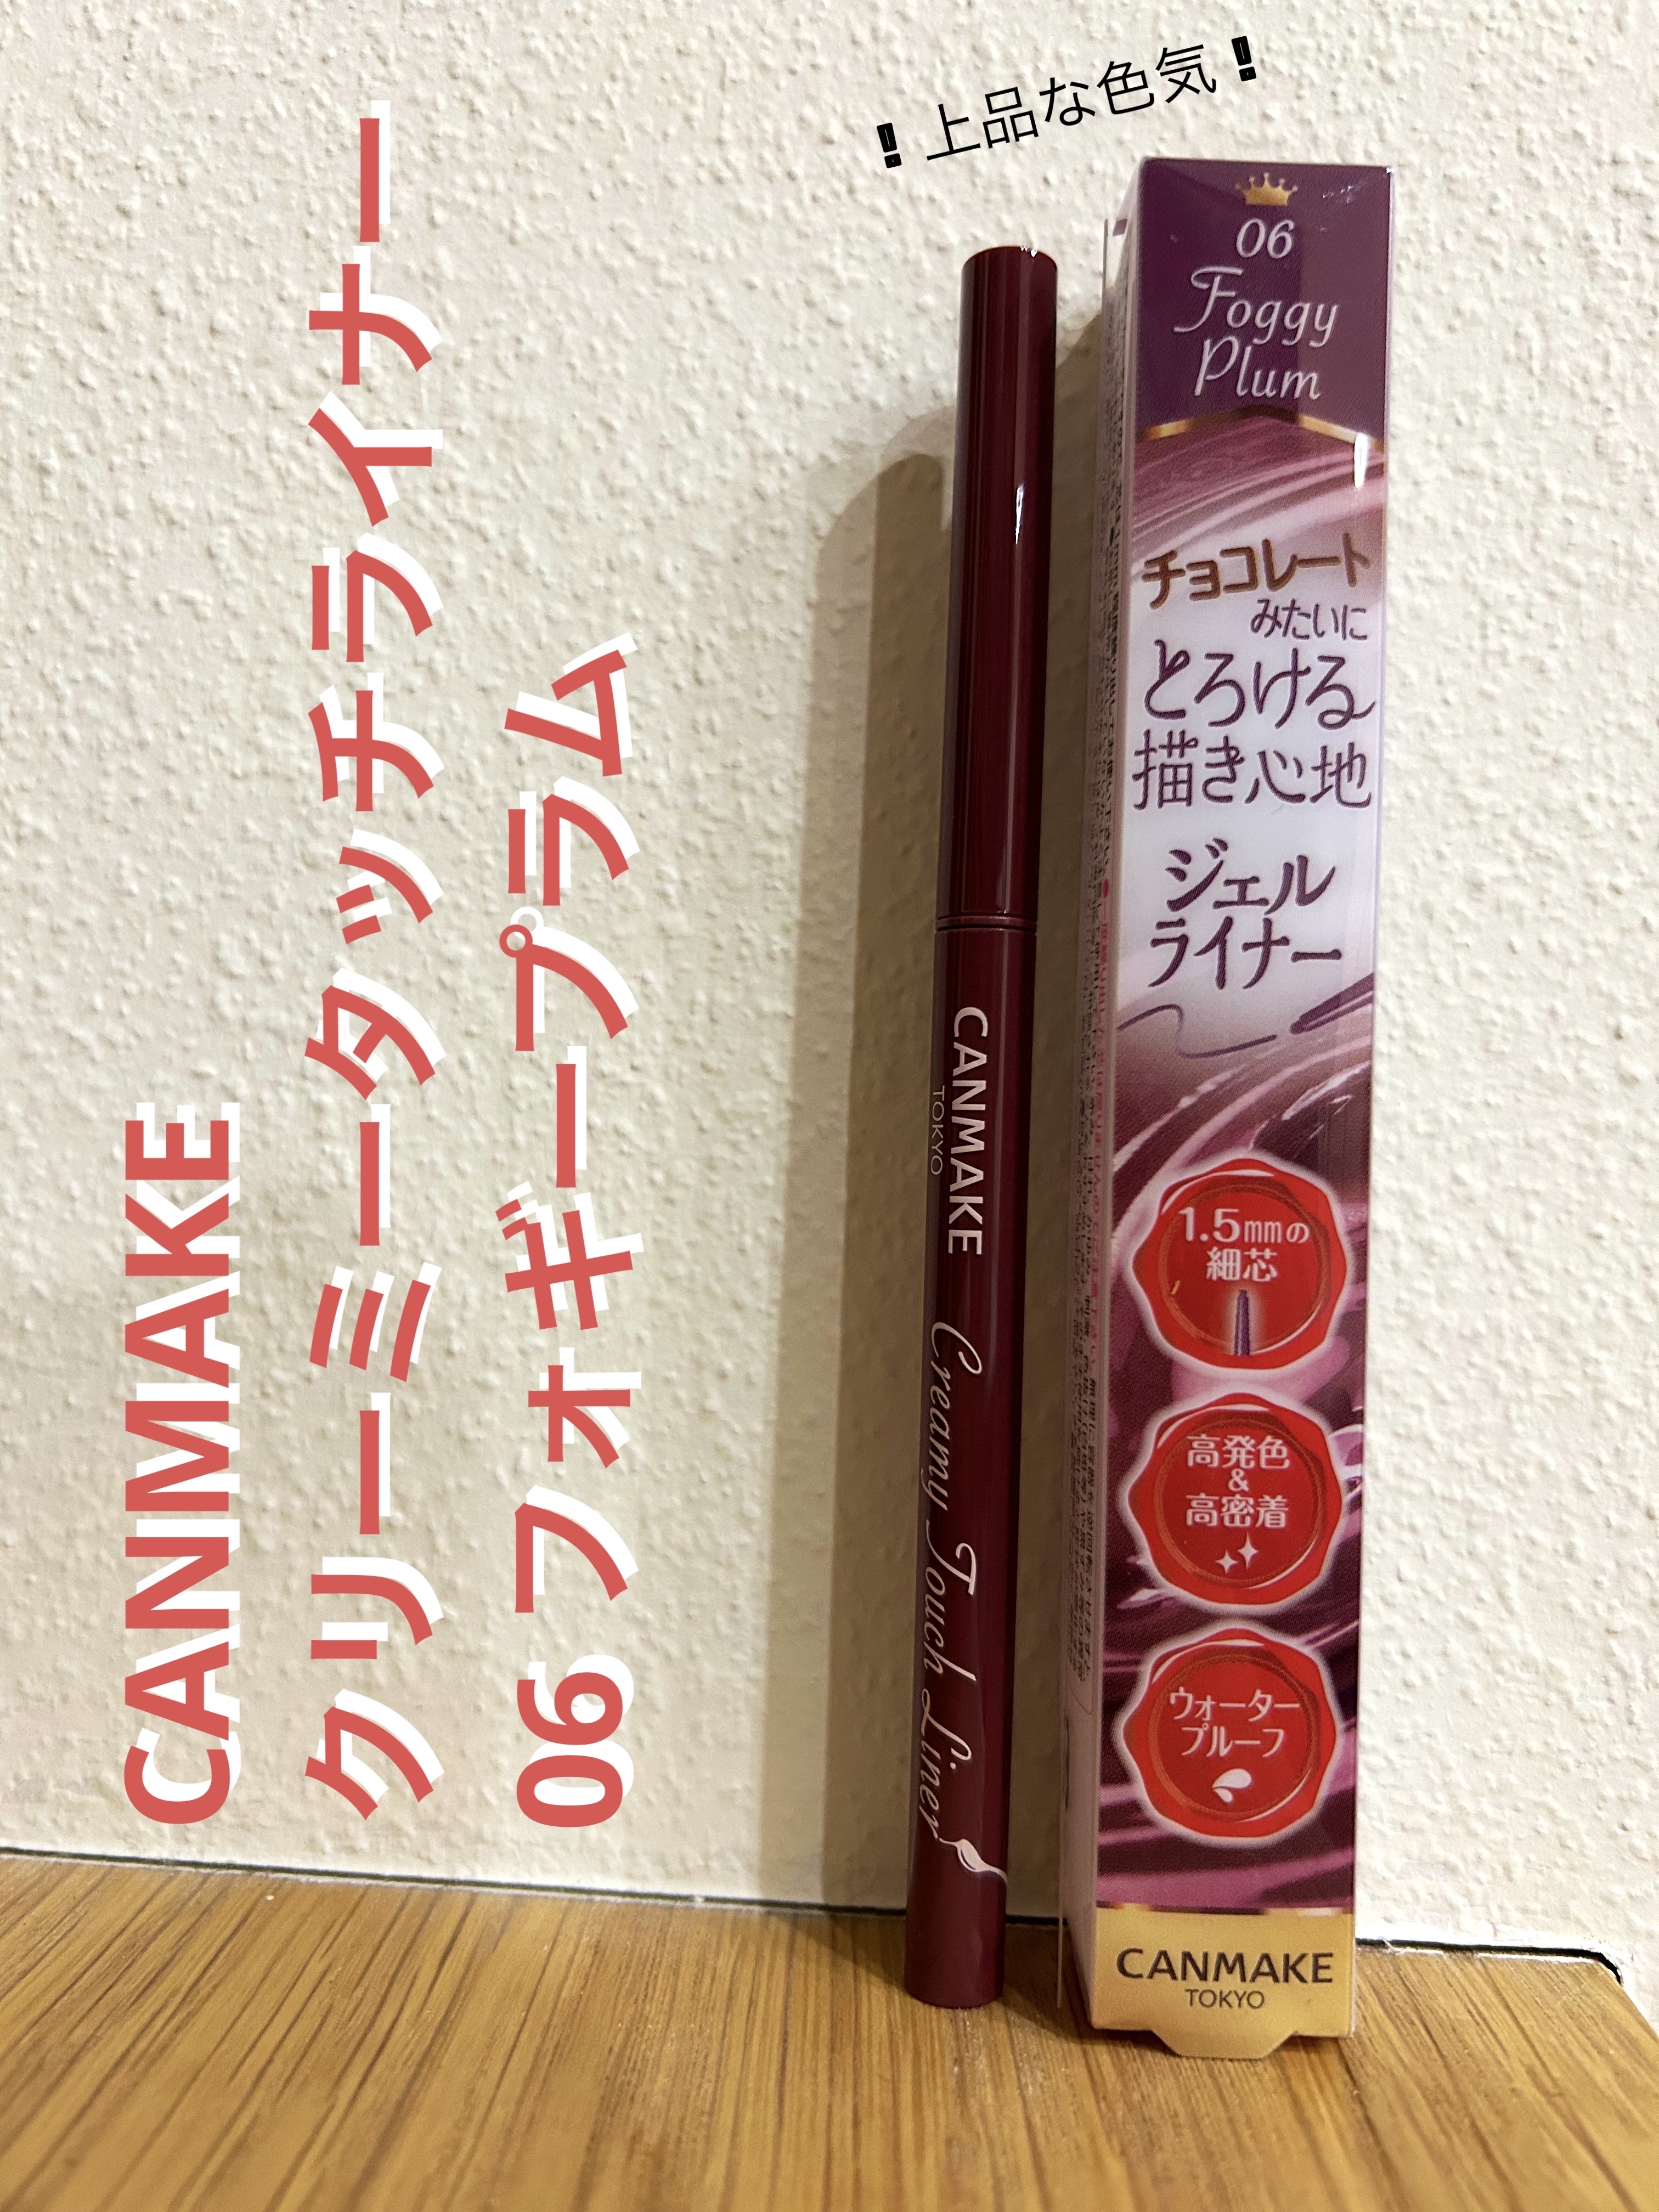 ！上品な色気！
CANMAKE
クリーミータッチライナー
06 フォギープラム
CANMAKE
TOKYO
Creamy Touch Liner
06
Foggy
Plum
チョコレート
みたいに
とろける
描き心地
ジェル
ライナー
1.5mmの
細芯
高発色
&
高密着
ウォーター
プルーフ
CANMAKE
TOKYO